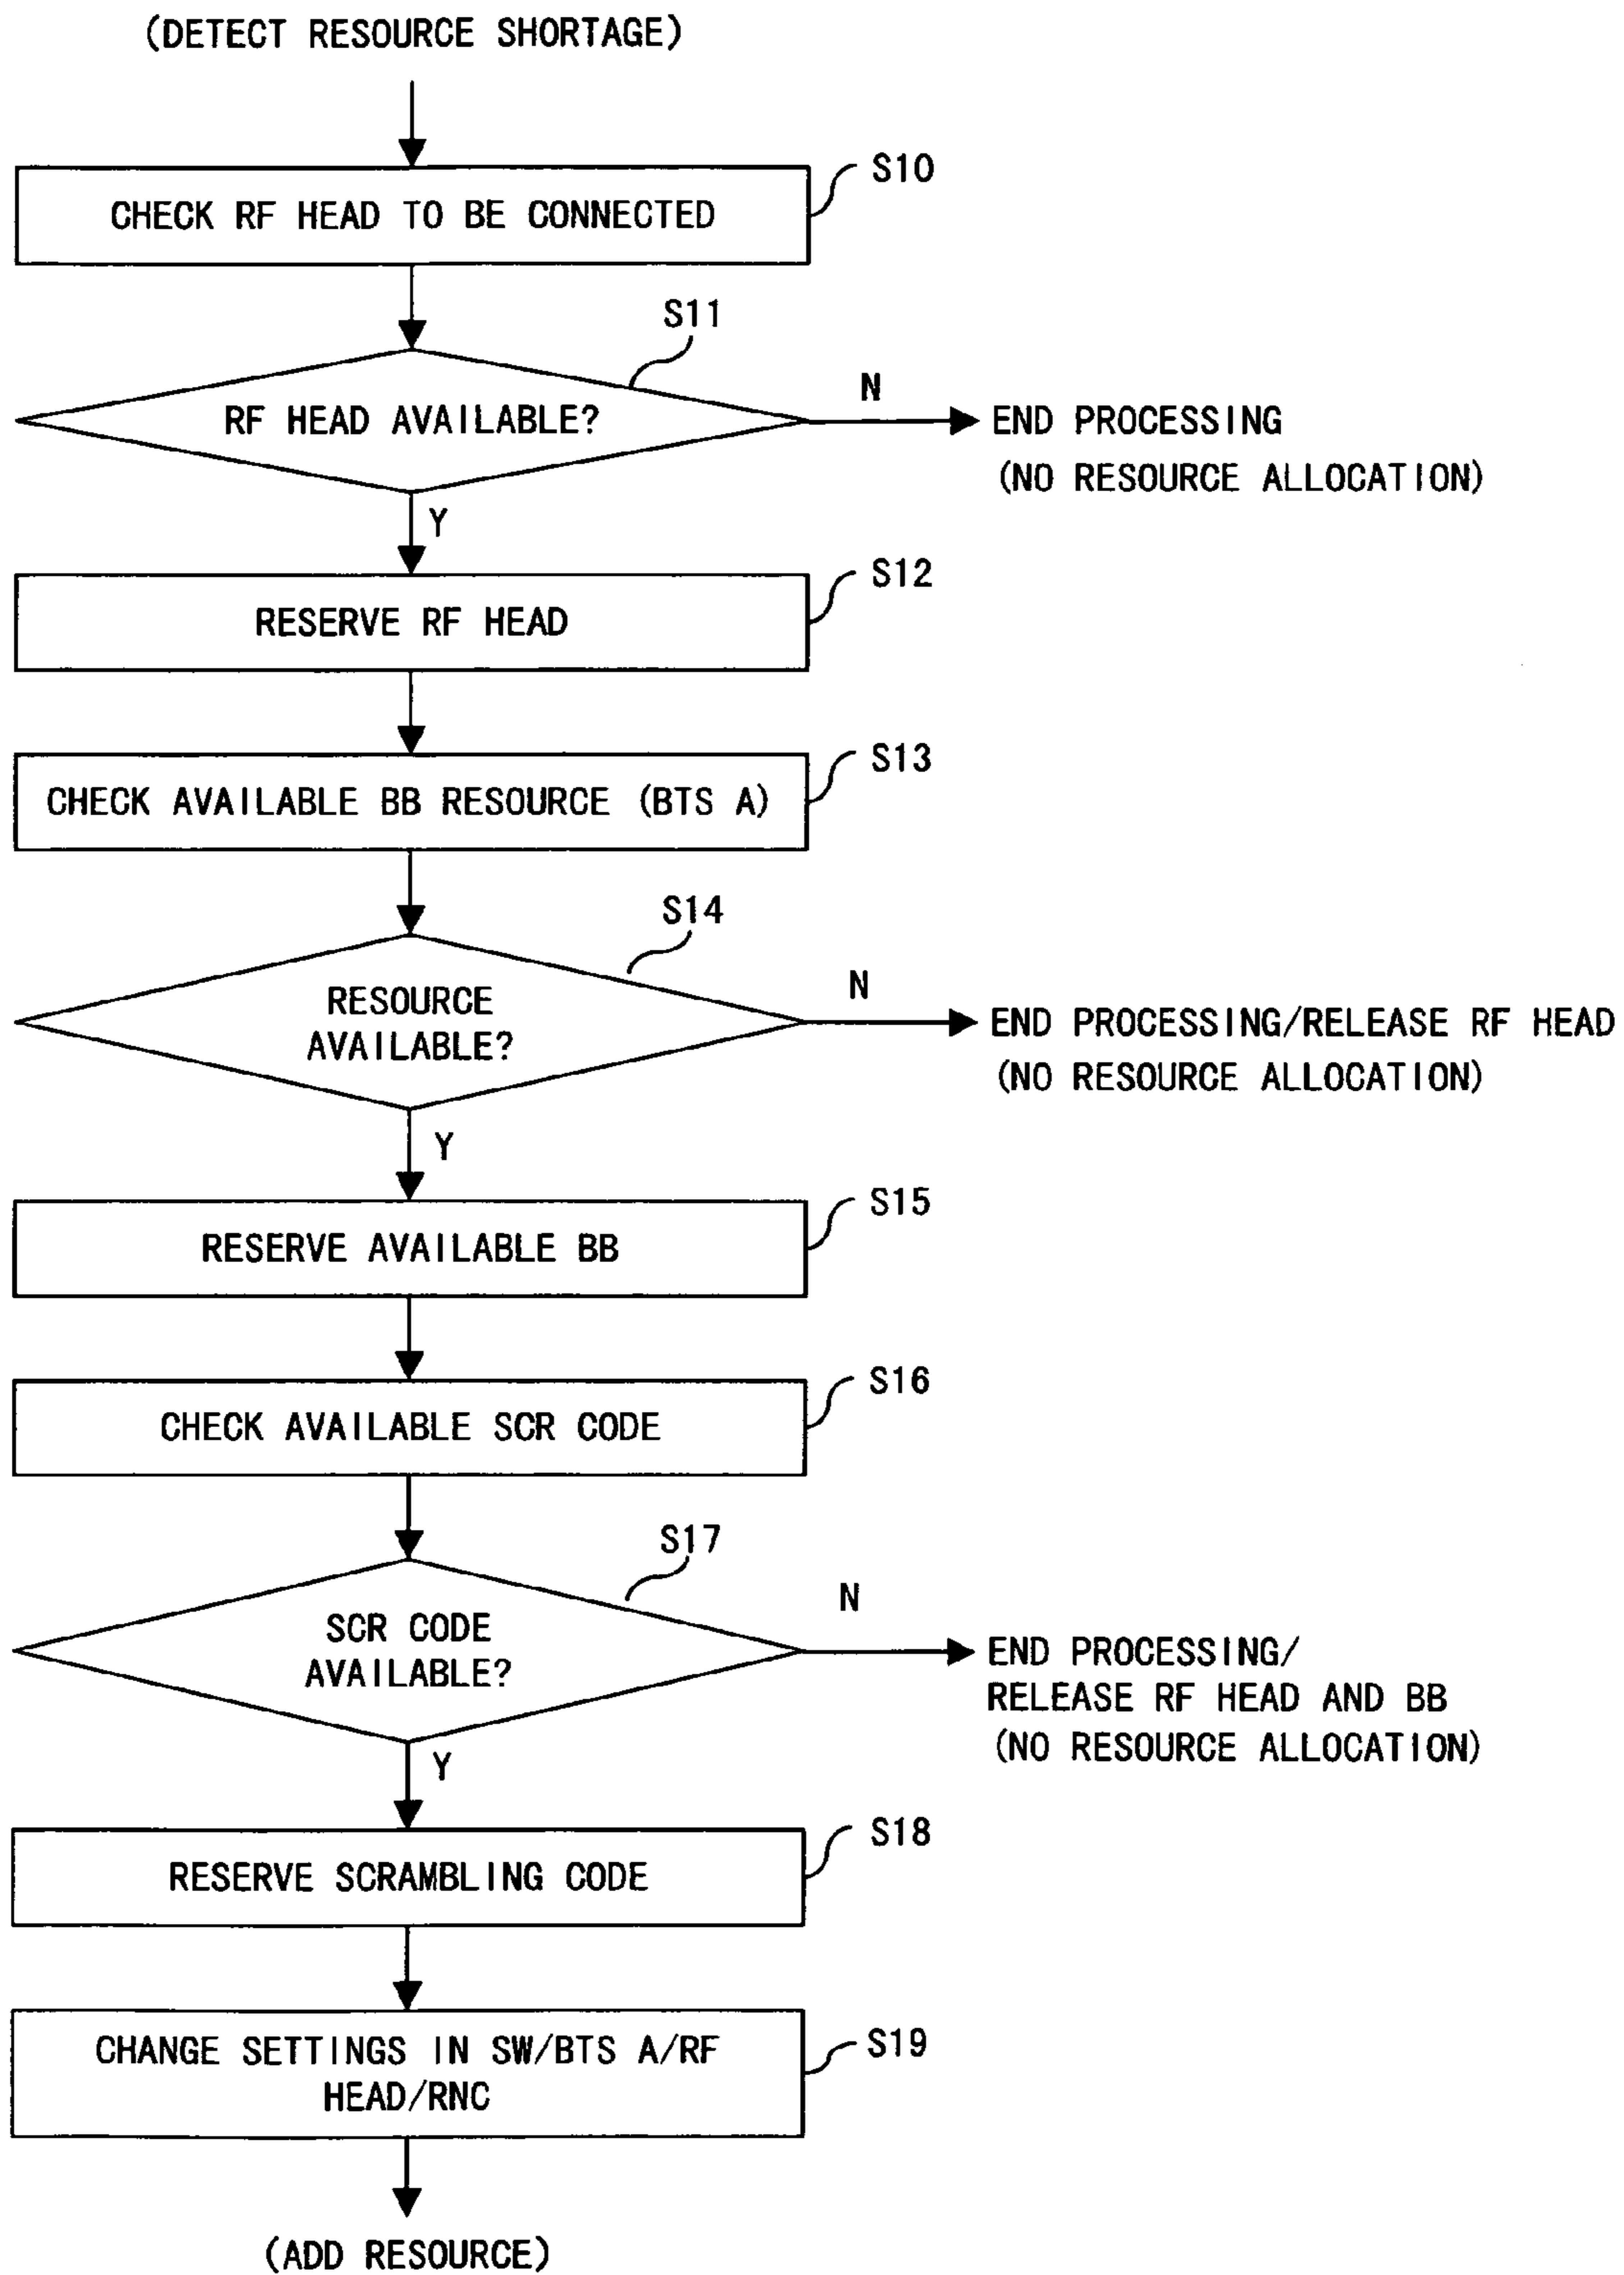 (DETECT RESOURCE SHORTAGE)
S10
CHECK RF HEAD TO BE CONNECTED
S11
RF HEAD AVAILABLE?
N
END PROCESSING
(NO RESOURCE ALLOCATION)
Y
S12
RESERVE RF HEAD
S13
CHECK AVAILABLE BB RESOURCE (BTS A)
S14
RESOURCE
AVAILABLE?
N
END PROCESSING/RELEASE RF HEAD
(NO RESOURCE ALLOCATION)
Y
S15
RESERVE AVAILABLE BB
S16
CHECK AVAILABLE SCR CODE
S17
SCR CODE
AVAILABLE?
N
END PROCESSING/
RELEASE RF HEAD AND BB
(NO RESOURCE ALLOCATION)
Y
S18
RESERVE SCRAMBLING CODE
S19
CHANGE SETTINGS IN SW/BTS A/RF
HEAD/RNC
(ADD RESOURCE)